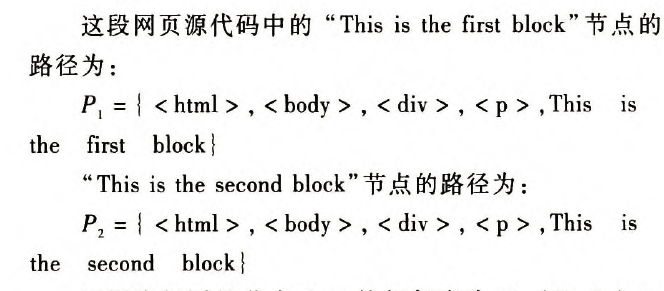 这段网页源代码中的“This is the first block”节点的
路径为：
P₁ = { <html>, <body>, <div>, <p>, This is
the first block}
“This is the second block”节点的路径为：
P₂ = { <html>, <body>, <div>, <p>, This is
the second block}